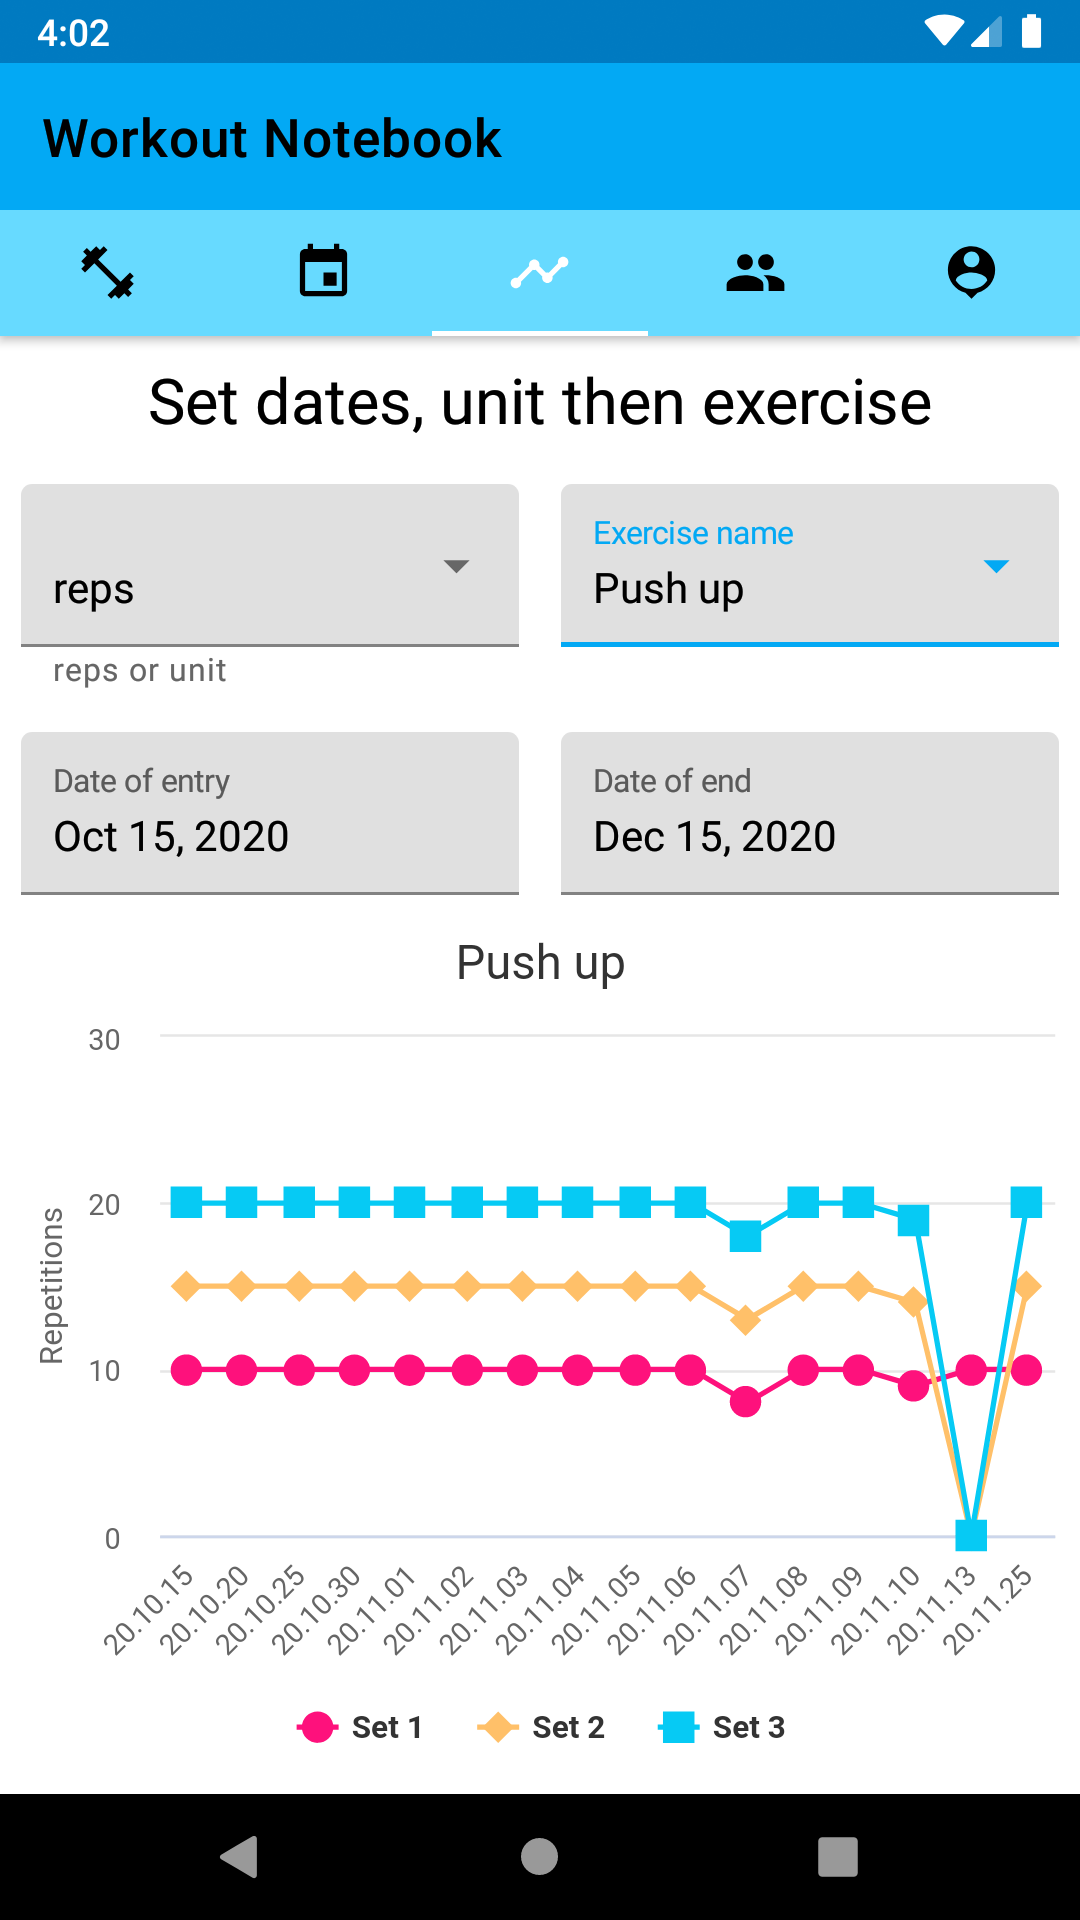 4:02
Workout Notebook
Set dates, unit then exercise
reps
reps or unit
Exercise name
Push up
Date of entry
Oct 15, 2020
Date of end
Dec 15, 2020
Push up
Repetitions
30
20
10
0
20.10.15
20.10.20
20.10.25
20.10.30
20.11.01
20.11.02
20.11.03
20.11.04
20.11.05
20.11.06
20.11.07
20.11.08
20.11.09
20.11.10
20.11.13
20.11.25
Set 1
Set 2
Set 3